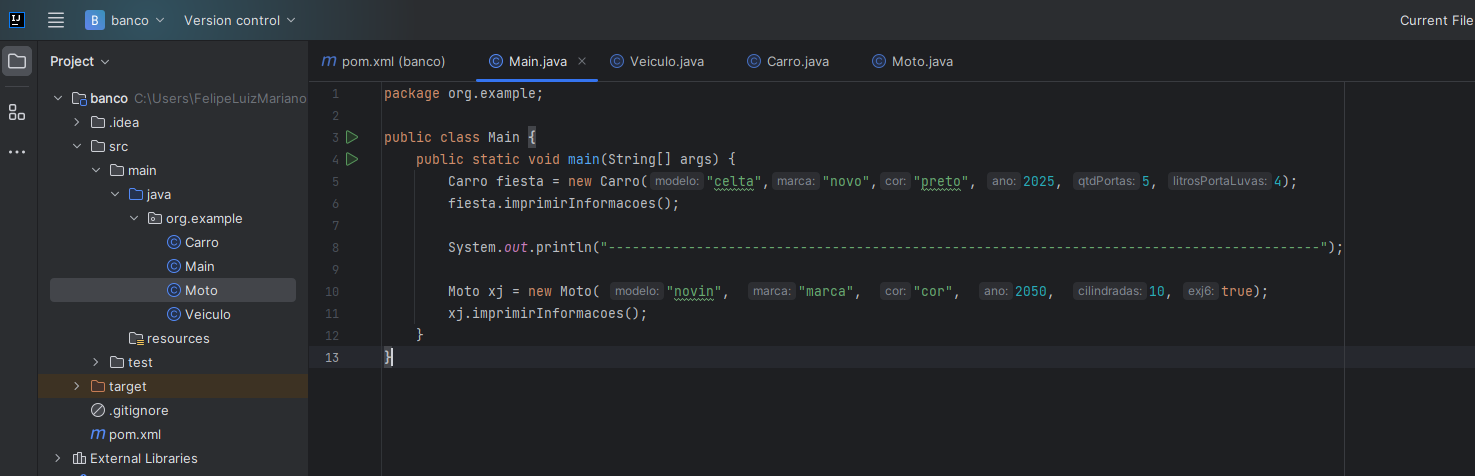 IJ
B banco Version control Current File
Project
pom.xml (banco) Main.java Veiculo.java Carro.java Moto.java
banco C:\Users\FelipeLuizMariano
.idea
src
main
java
org.example
Carro
Main
Moto
Veiculo
resources
test
target
.gitignore
m pom.xml
External Libraries
1 package org.example;
2
3 public class Main {
4 public static void main(String[] args) {
5 Carro fiesta = new Carro( modelo: "celta", marca: "novo", cor: "preto", ano: 2025, qtdPortas: 5, litrosPortaLuvas: 4);
6 fiesta.imprimirInformacoes();
7
8 System.out.println("-----------------------------------------------------------------------------------------");
9
10 Moto xj = new Moto( modelo: "novin", marca: "marca", cor: "cor", ano: 2050, cilindradas: 10, exj6: true);
11 xj.imprimirInformacoes();
12 }
13 }